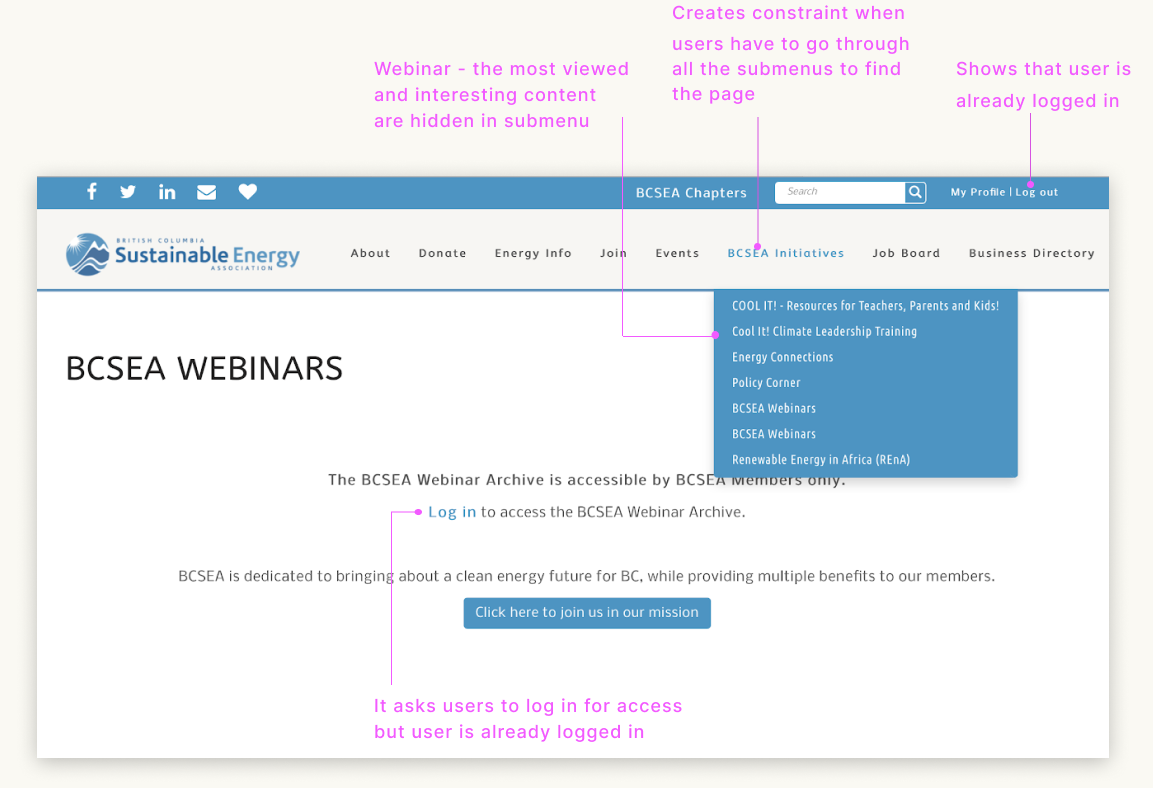 Creates constraint when
users have to go through
all the submenus to find
the page
Webinar - the most viewed
and interesting content
are hidden in submenu
Shows that user is
already logged in
BCSEA Chapters
Search
My Profile | Log out
BRITISH COLUMBIA
Sustainable Energy
ASSOCIATION
About Donate Energy Info Join Events BCSEA Initiatives Job Board Business Directory
COOL IT! - Resources for Teachers, Parents and Kids!
Cool It! Climate Leadership Training
Energy Connections
Policy Corner
BCSEA Webinars
BCSEA Webinars
Renewable Energy in Africa (REnA)
BCSEA WEBINARS
The BCSEA Webinar Archive is accessible by BCSEA Members only.
Log in to access the BCSEA Webinar Archive.
BCSEA is dedicated to bringing about a clean energy future for BC, while providing multiple benefits to our members.
Click here to join us in our mission
It asks users to log in for access
but user is already logged in